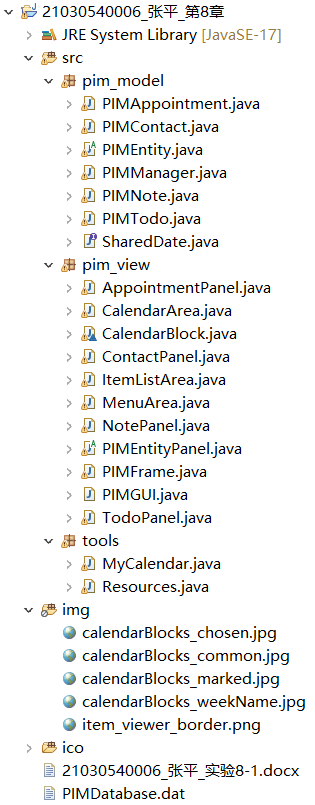 21030540006_张平_第8章
JRE System Library [JavaSE-17]
src
pim_model
PIMAppointment.java
PIMContact.java
PIMEntity.java
PIMManager.java
PIMNote.java
PIMTodo.java
SharedDate.java
pim_view
AppointmentPanel.java
CalendarArea.java
CalendarBlock.java
ContactPanel.java
ItemListArea.java
MenuArea.java
NotePanel.java
PIMEntityPanel.java
PIMFrame.java
PIMGUI.java
TodoPanel.java
tools
MyCalendar.java
Resources.java
img
calendarBlocks_chosen.jpg
calendarBlocks_common.jpg
calendarBlocks_marked.jpg
calendarBlocks_weekName.jpg
item_viewer_border.png
ico
21030540006_张平_实验8-1.docx
PIMDatabase.dat